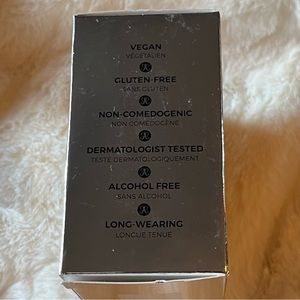 VEGAN
VÉGÉTALIEN
GLUTEN-FREE
SANS GLUTEN
NON-COMEDOGENIC
NON COMÉDOGÈNE
DERMATOLOGIST TESTED
TESTÉ DERMATOLOGIQUEMENT
ALCOHOL FREE
SANS ALCOHOL
LONG-WEARING
LONGUE TENUE